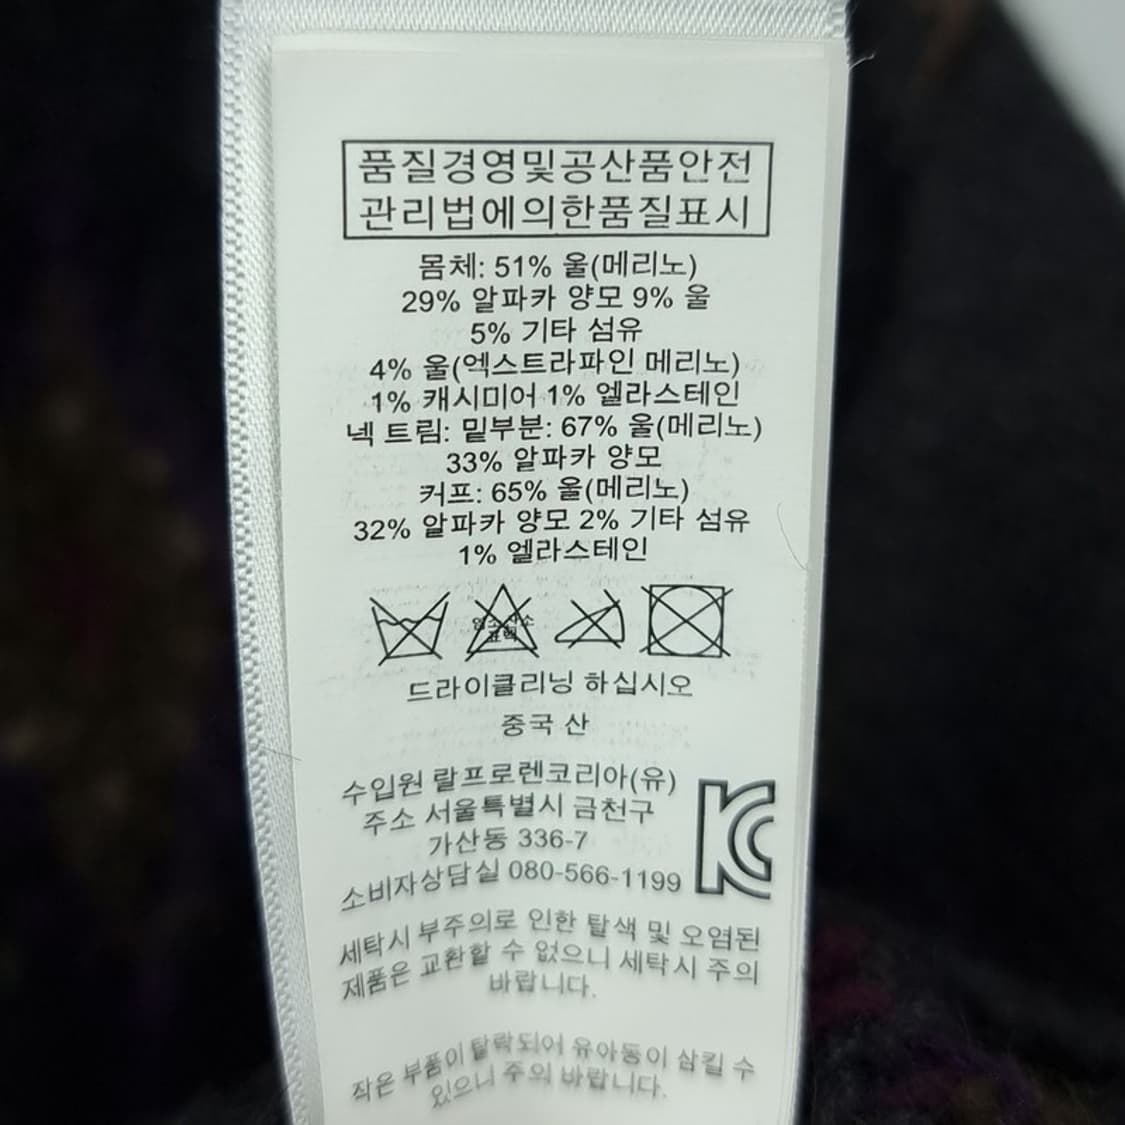 품질경영및공산품안전
관리법에의한품질표시
몸체: 51% 울(메리노)
29% 알파카 양모 9% 울
5% 기타 섬유
4% 울(엑스트라파인 메리노)
1% 캐시미어 1% 엘라스테인
넥 트림: 밑부분: 67% 울(메리노)
33% 알파카 양모
커프: 65% 울(메리노)
32% 알파카 양모 2% 기타 섬유
1% 엘라스테인
염소산소
표백
드라이클리닝 하십시오
중국 산
수입원 랄프로렌코리아(유)
주소 서울특별시 금천구
가산동 336-7
소비자상담실 080-566-1199
KC
세탁시 부주의로 인한 탈색 및 오염된
제품은 교환할 수 없으니 세탁시 주의
바랍니다.
작은 부품이 탈락되어 유아동이 삼킬 수
있으니 주의 바랍니다.